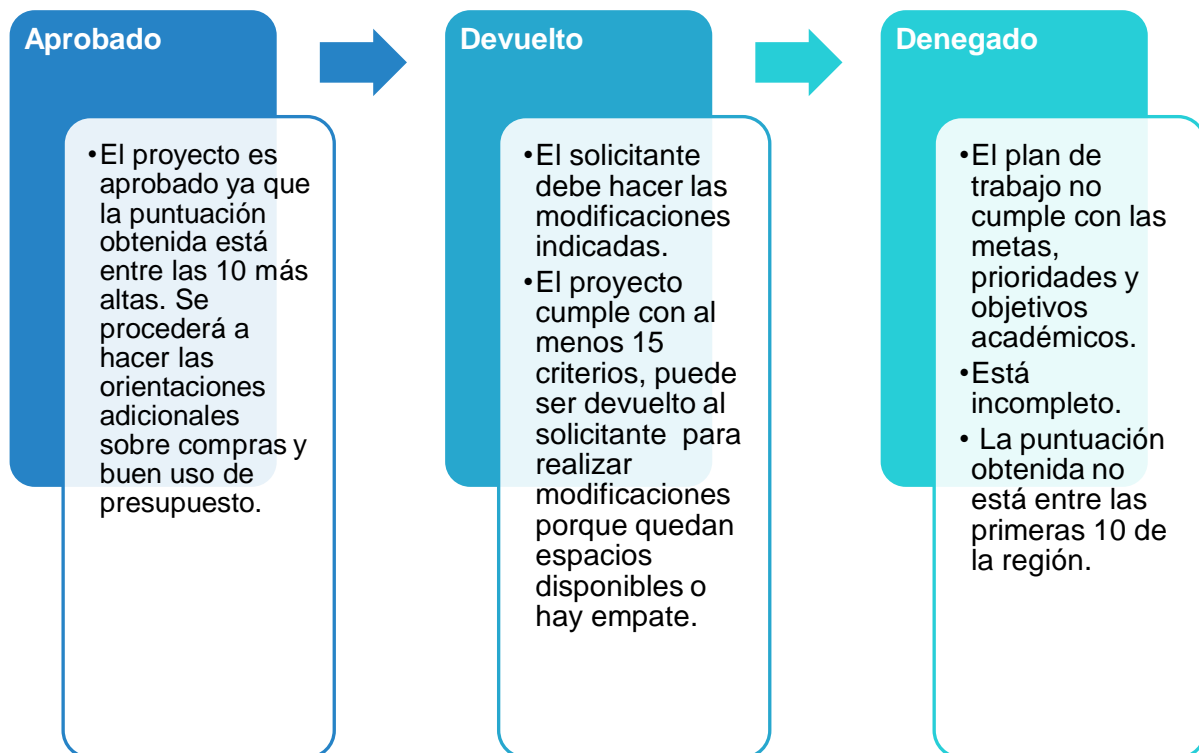 Aprobado
•El proyecto es
aprobado ya que
la puntuación
obtenida está
entre las 10 más
altas. Se
procederá a
hacer las
orientaciones
adicionales
sobre compras y
buen uso de
presupuesto.
Devuelto
•El solicitante
debe hacer las
modificaciones
indicadas.
•El proyecto
cumple con al
menos 15
criterios, puede
ser devuelto al
solicitante para
realizar
modificaciones
porque quedan
espacios
disponibles o
hay empate.
Denegado
•El plan de
trabajo no
cumple con las
metas,
prioridades y
objetivos
académicos.
•Está
incompleto.
• La puntuación
obtenida no
está entre las
primeras 10 de
la región.